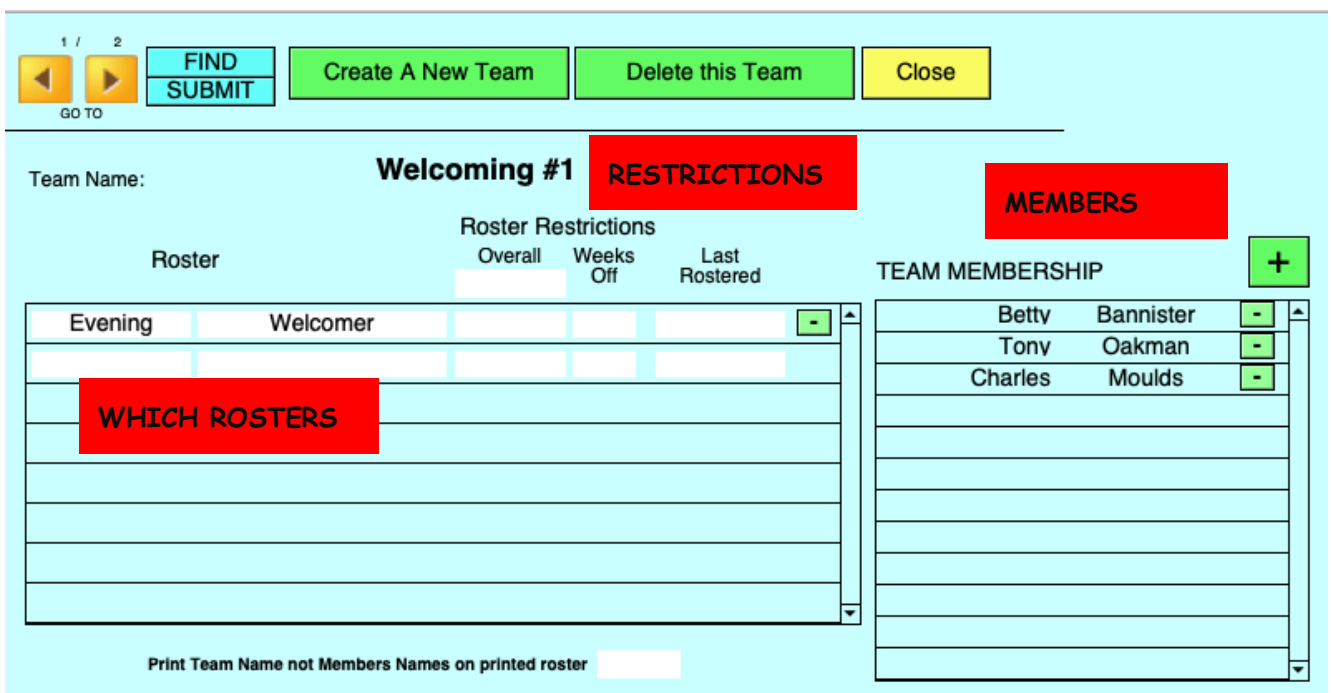 1 / 2
FIND
SUBMIT
GO TO
Create A New Team
Delete this Team
Close
Team Name:
Welcoming #1
RESTRICTIONS
MEMBERS
Roster Restrictions
Roster
Overall
Weeks
Off
Last
Rostered
TEAM MEMBERSHIP
+
Evening Welcomer -
WHICH ROSTERS
Betty Bannister -
Tony Oakman -
Charles Moulds -
Print Team Name not Members Names on printed roster